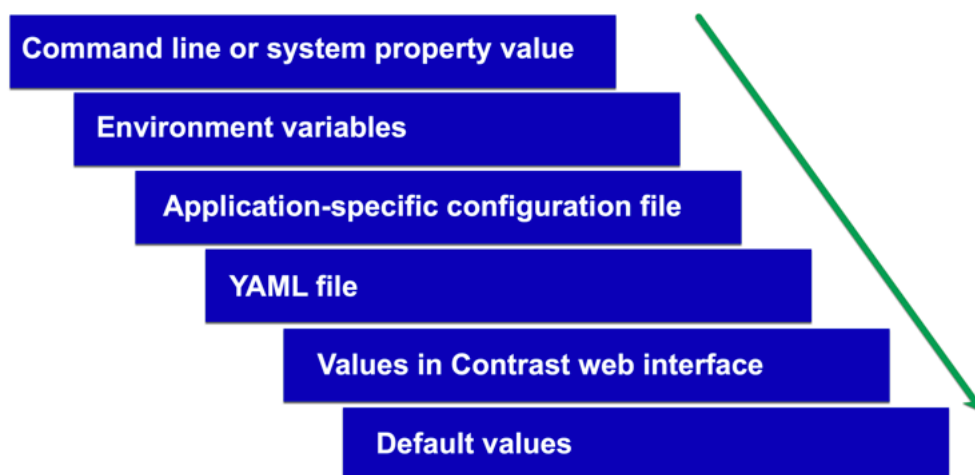 Command line or system property value
Environment variables
Application-specific configuration file
YAML file
Values in Contrast web interface
Default values